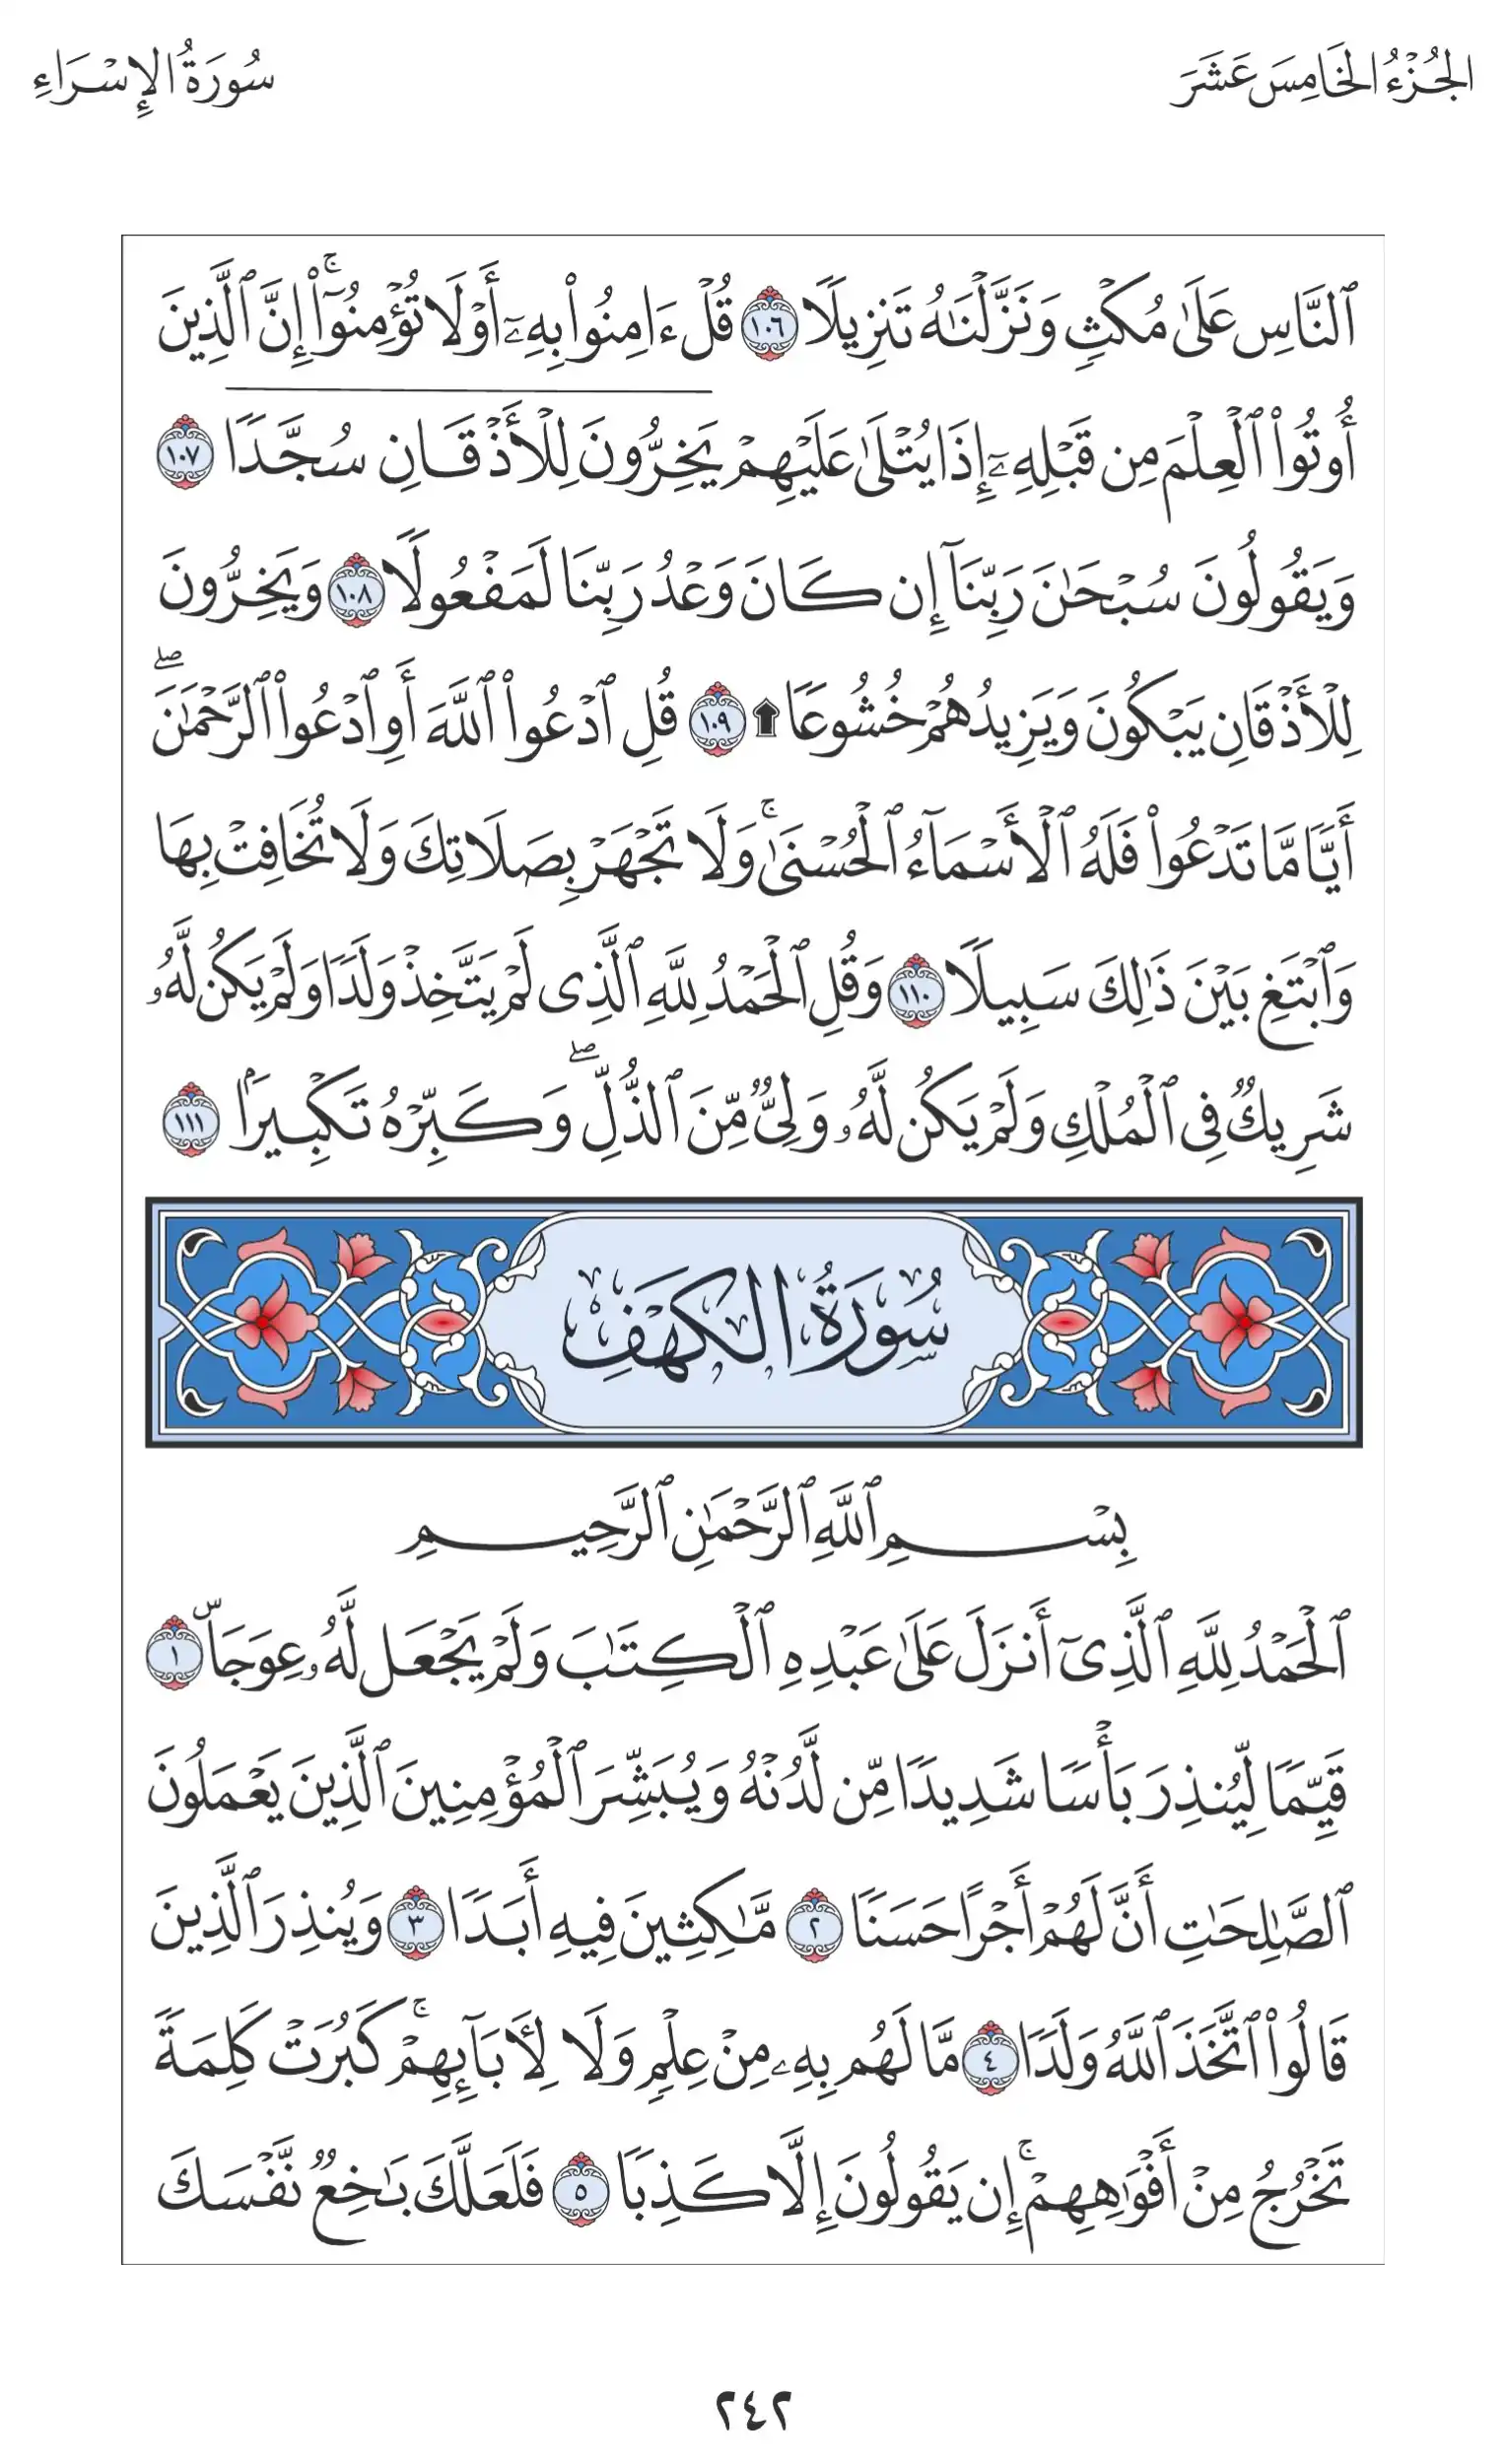 الجُزْءُ الخَامِسَ عَشَرَ
سُورَةُ الإِسْرَاءِ
ٱلنَّاسِ عَلَىٰ مُكْثٍ وَنَزَّلْنَـٰهُ تَنزِيلًا ١٠٦ قُلْ ءَامِنُوا۟ بِهِۦٓ أَوْ لَا تُؤْمِنُوٓا۟ ۚ إِنَّ ٱلَّذِينَ
أُوتُوا۟ ٱلْعِلْمَ مِن قَبْلِهِۦٓ إِذَا يُتْلَىٰ عَلَيْهِمْ يَخِرُّونَ لِلْأَذْقَانِ سُجَّدًا ١٠٧
وَيَقُولُونَ سُبْحَـٰنَ رَبِّنَآ إِن كَانَ وَعْدُ رَبِّنَا لَمَفْعُولًا ١٠٨ وَيَخِرُّونَ
لِلْأَذْقَانِ يَبْكُونَ وَيَزِيدُهُمْ خُشُوعًا ١٠٩ قُلِ ٱدْعُوا۟ ٱللَّهَ أَوِ ٱدْعُوا۟ ٱلرَّحْمَـٰنَ ۖ
أَيًّا مَّا تَدْعُوا۟ فَلَهُ ٱلْأَسْمَآءُ ٱلْحُسْنَىٰ ۚ وَلَا تَجْهَرْ بِصَلَاتِكَ وَلَا تُخَافِتْ بِهَا
وَٱبْتَغِ بَيْنَ ذَٰلِكَ سَبِيلًا ١١٠ وَقُلِ ٱلْحَمْدُ لِلَّهِ ٱلَّذِى لَمْ يَتَّخِذْ وَلَدًا وَلَمْ يَكُن لَّهُۥ
شَرِيكٌ فِى ٱلْمُلْكِ وَلَمْ يَكُن لَّهُۥ وَلِىٌّ مِّنَ ٱلذُّلِّ ۖ وَكَبِّرْهُ تَكْبِيرًۢا ١١١
سُورَةُ الكَهْفِ
بِسْمِ ٱللَّهِ ٱلرَّحْمَـٰنِ ٱلرَّحِيمِ
ٱلْحَمْدُ لِلَّهِ ٱلَّذِىٓ أَنزَلَ عَلَىٰ عَبْدِهِ ٱلْكِتَـٰبَ وَلَمْ يَجْعَل لَّهُۥ عِوَجَاۜ ١
قَيِّمًا لِّيُنذِرَ بَأْسًا شَدِيدًا مِّن لَّدُنْهُ وَيُبَشِّرَ ٱلْمُؤْمِنِينَ ٱلَّذِينَ يَعْمَلُونَ
ٱلصَّـٰلِحَـٰتِ أَنَّ لَهُمْ أَجْرًا حَسَنًا ٢ مَّـٰكِثِينَ فِيهِ أَبَدًا ٣ وَيُنذِرَ ٱلَّذِينَ
قَالُوا۟ ٱتَّخَذَ ٱللَّهُ وَلَدًا ٤ مَّا لَهُم بِهِۦ مِنْ عِلْمٍ وَلَا لِـَٔابَآئِهِمْ ۚ كَبُرَتْ كَلِمَةً
تَخْرُجُ مِنْ أَفْوَٰهِهِمْ ۚ إِن يَقُولُونَ إِلَّا كَذِبًا ٥ فَلَعَلَّكَ بَـٰخِعٌ نَّفْسَكَ
٢٤٢